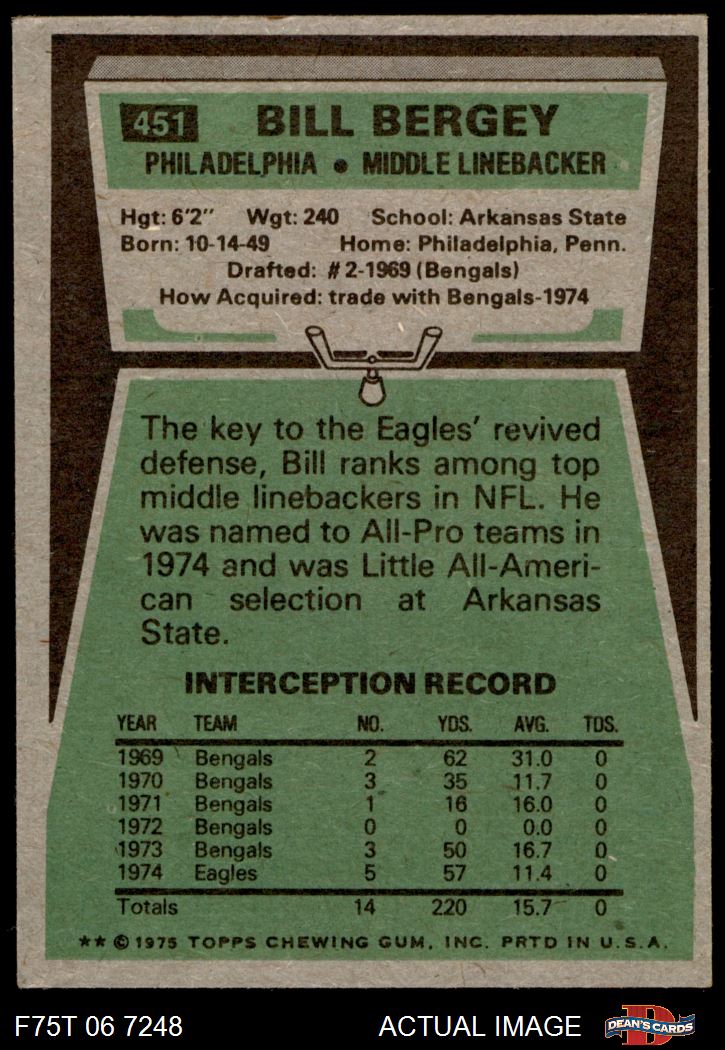 451 BILL BERGEY
PHILADELPHIA • MIDDLE LINEBACKER
Hgt: 6'2" Wgt: 240 School: Arkansas State
Born: 10-14-49 Home: Philadelphia, Penn.
Drafted: #2-1969 (Bengals)
How Acquired: trade with Bengals-1974
The key to the Eagles' revived
defense, Bill ranks among top
middle linebackers in NFL. He
was named to All-Pro teams in
1974 and was Little All-Ameri-
can selection at Arkansas
State.
INTERCEPTION RECORD
YEAR TEAM NO. YDS. AVG. TDS.
1969 Bengals 2 62 31.0 0
1970 Bengals 3 35 11.7 0
1971 Bengals 1 16 16.0 0
1972 Bengals 0 0 0.0 0
1973 Bengals 3 50 16.7 0
1974 Eagles 5 57 11.4 0
Totals 14 220 15.7 0
** © 1975 TOPPS CHEWING GUM, INC. PRTD IN U.S.A.
F75T 06 7248 ACTUAL IMAGE DEAN'S CARDS